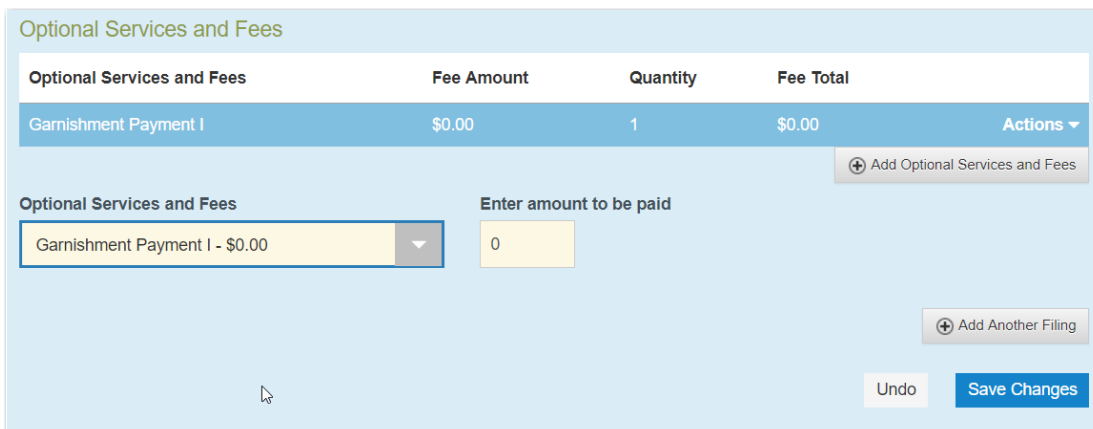 Optional Services and Fees
Optional Services and Fees Fee Amount Quantity Fee Total
Garnishment Payment I $0.00 1 $0.00 Actions
Add Optional Services and Fees
Optional Services and Fees Enter amount to be paid
Garnishment Payment I - $0.00 0
Add Another Filing
Undo Save Changes